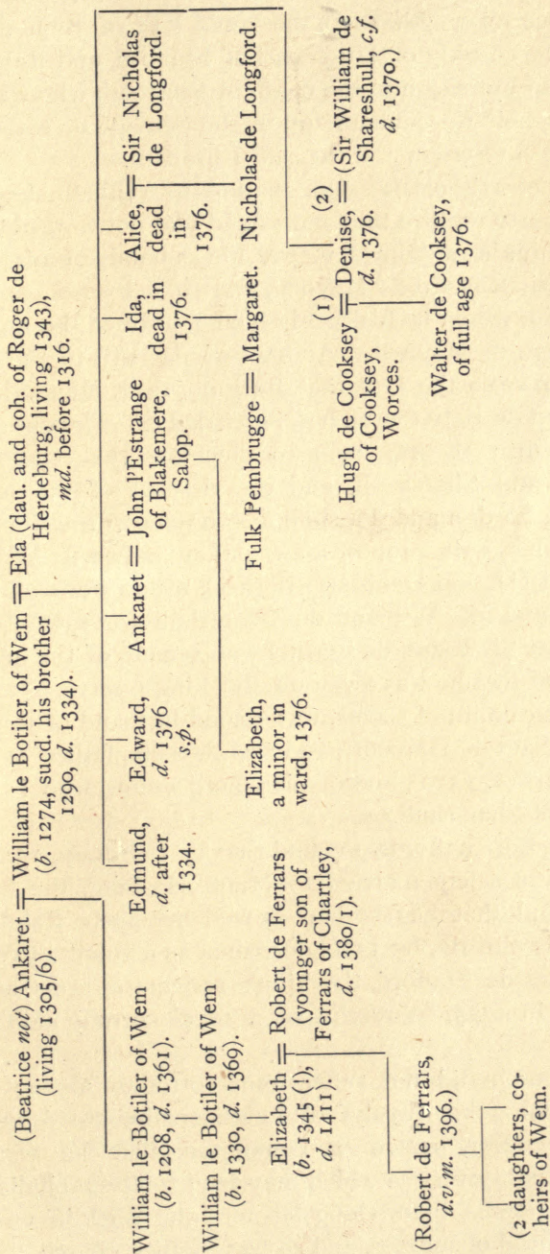 (Beatrice not) Ankaret = William le Botiler of Wem = Ela (dau. and coh. of Roger de
(living 1305/6).
(b. 1274, sucd. his brother
1290, d. 1334).
Herdeburg, living 1343),
md. before 1316.
William le Botiler of Wem
(b. 1298, d. 1361).
Edmund,
d. after
1334.
Edward,
d. 1376
s.p.
Ankaret = John l'Estrange
of Blakemere,
Salop.
Ida,
dead in
1376.
Alice, = Sir Nicholas
dead
in
1376.
de Longford.
William le Botiler of Wem
(b. 1330, d. 1369).
Elizabeth = Robert de Ferrars
(b. 1345 (!),
d. 1411).
(younger son of
Ferrars of Chartley,
d. 1380/1).
Elizabeth,
a minor in
ward, 1376.
Fulk Pembrugge = Margaret.
Nicholas de Longford.
(1)
(2)
Hugh de Cooksey = Denise, = (Sir William de
of Cooksey,
Worces.
d. 1376.
Shareshull, c.f.
d. 1370.)
Walter de Cooksey,
of full age 1376.
(Robert de Ferrars,
d.v.m. 1396.)
(2 daughters, co-
heirs of Wem.